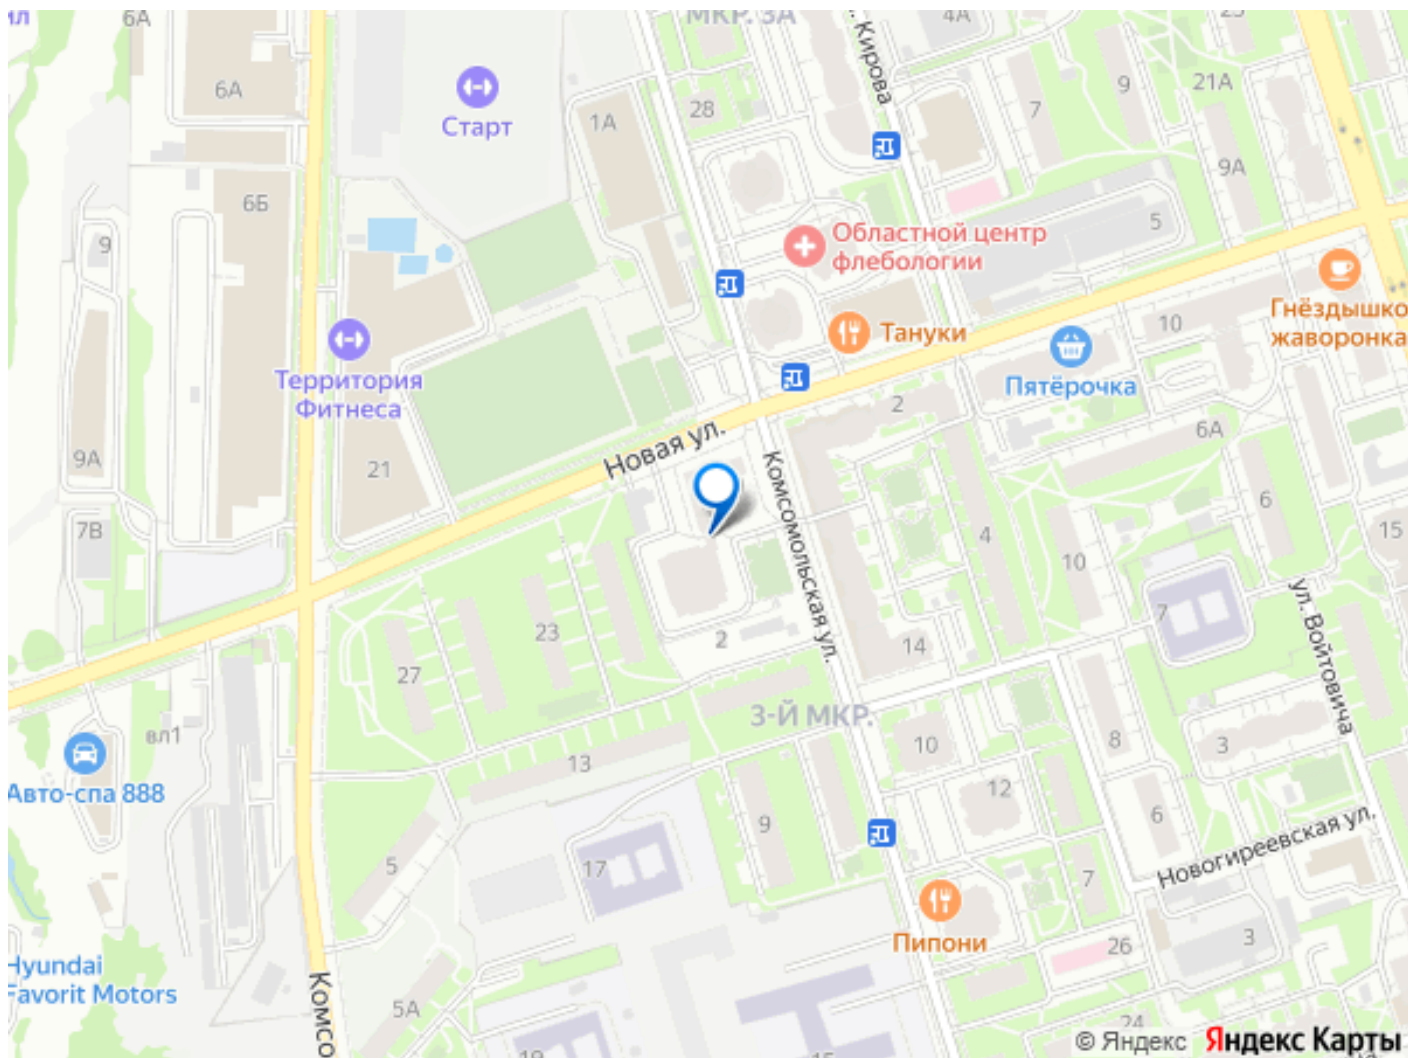 6А
МКР. 3А
4А
Кирова
6А
Старт
1А
28
7
9
21А
9А
6Б
9
5
Областной центр
флебологии
Территория
Фитнеса
Тануки
Пятёрочка
10
Гнёздышко
жаворонка
9А
21
Новая ул.
2
6А
7В
Комсомольская ул.
4
10
6
15
23
27
2
14
7
ул. Войтовича
3-Й МКР.
вл1
Авто-спа 888
13
10
8
3
12
9
6
5
17
Новогиреевская ул.
7
Пипони
3
26
Hyundai
Favorit Motors
5А
24
Комсо
© Яндекс Яндекс Карты